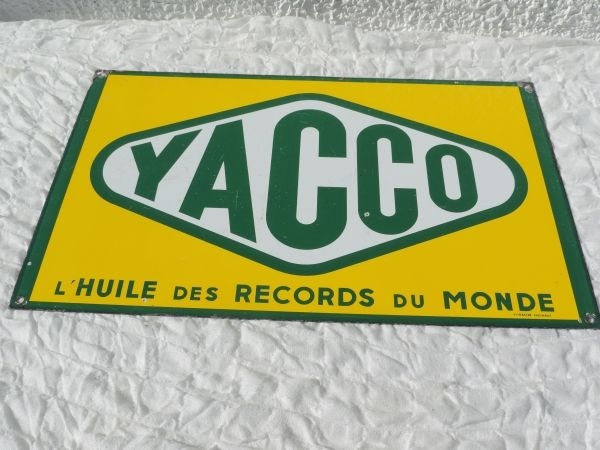 YACCO
L'HUILE DES RECORDS DU MONDE